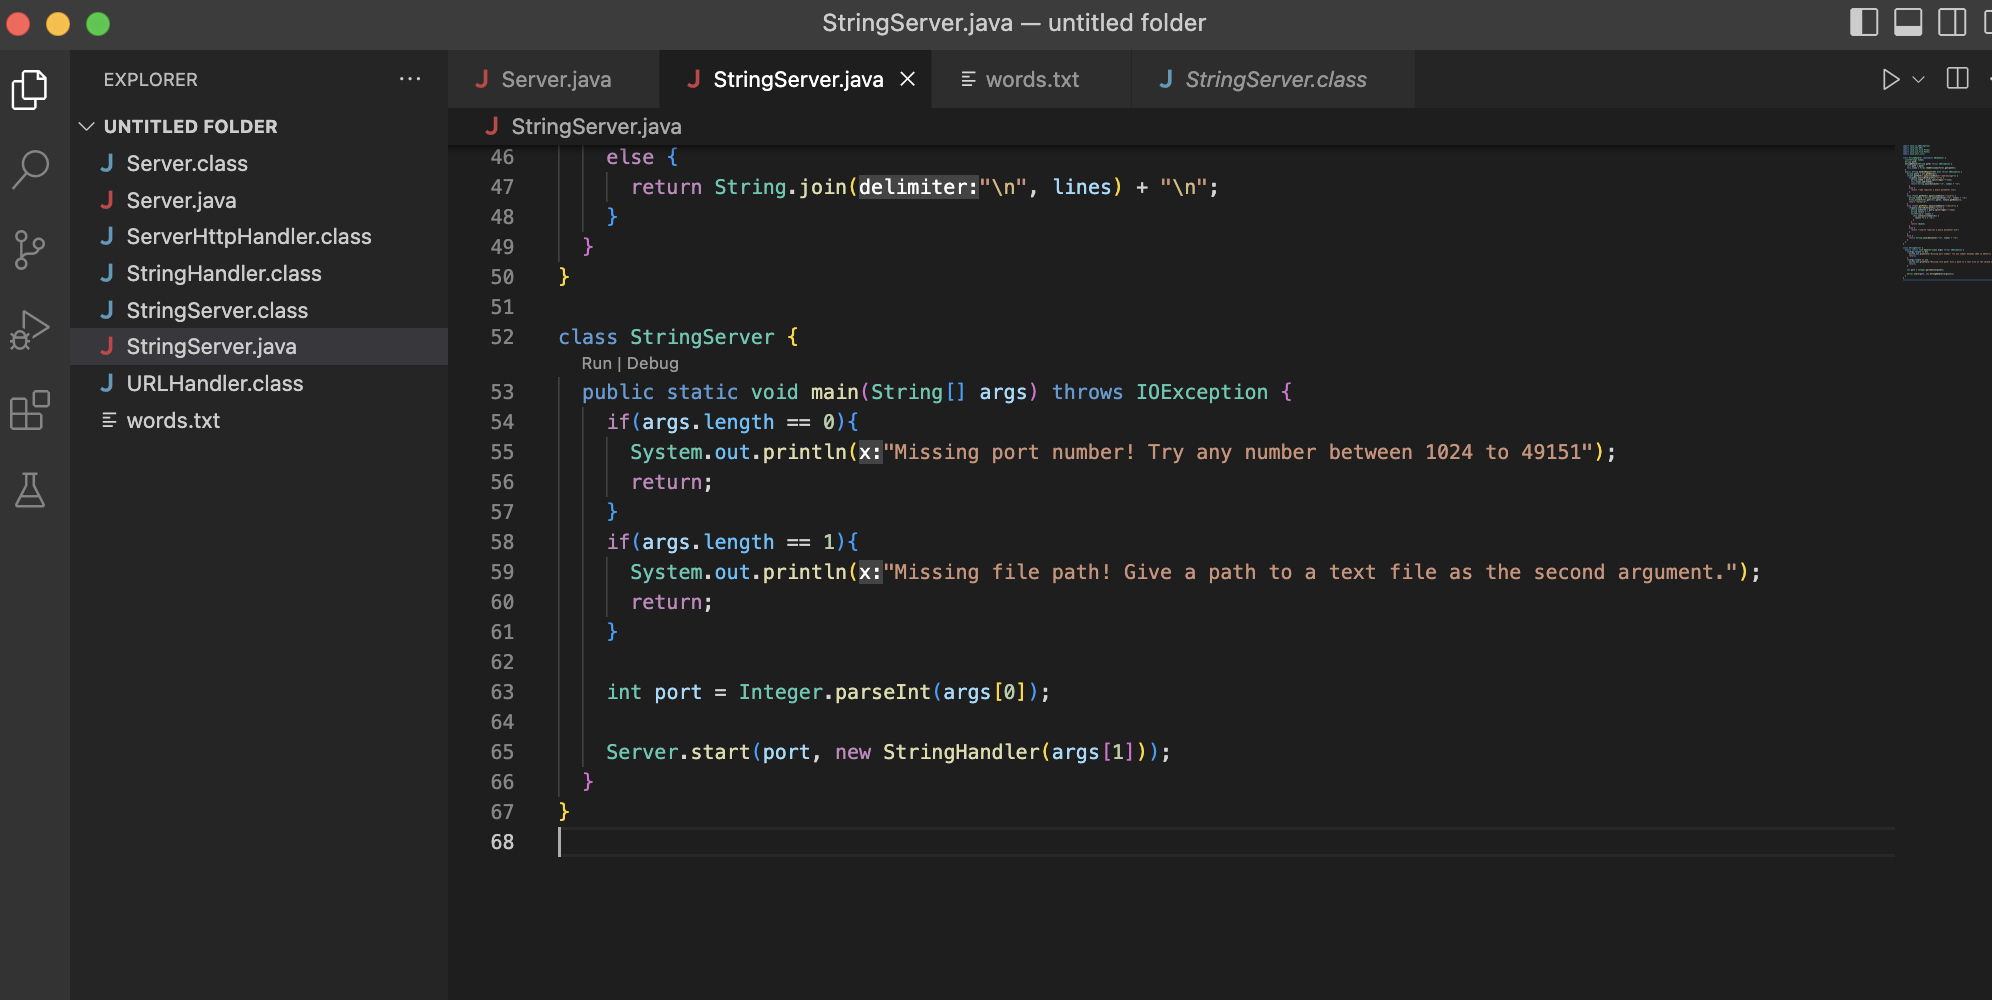 StringServer.java — untitled folder
EXPLORER
UNTITLED FOLDER
Server.class
Server.java
ServerHttpHandler.class
StringHandler.class
StringServer.class
StringServer.java
URLHandler.class
words.txt
Server.java StringServer.java words.txt StringServer.class
StringServer.java
46 else {
47 return String.join(delimiter:"\n", lines) + "\n";
48 }
49 }
50 }
51
52 class StringServer {
Run | Debug
53 public static void main(String[] args) throws IOException {
54 if(args.length == 0){
55 System.out.println(x:"Missing port number! Try any number between 1024 to 49151");
56 return;
57 }
58 if(args.length == 1){
59 System.out.println(x:"Missing file path! Give a path to a text file as the second argument.");
60 return;
61 }
62
63 int port = Integer.parseInt(args[0]);
64
65 Server.start(port, new StringHandler(args[1]));
66 }
67 }
68